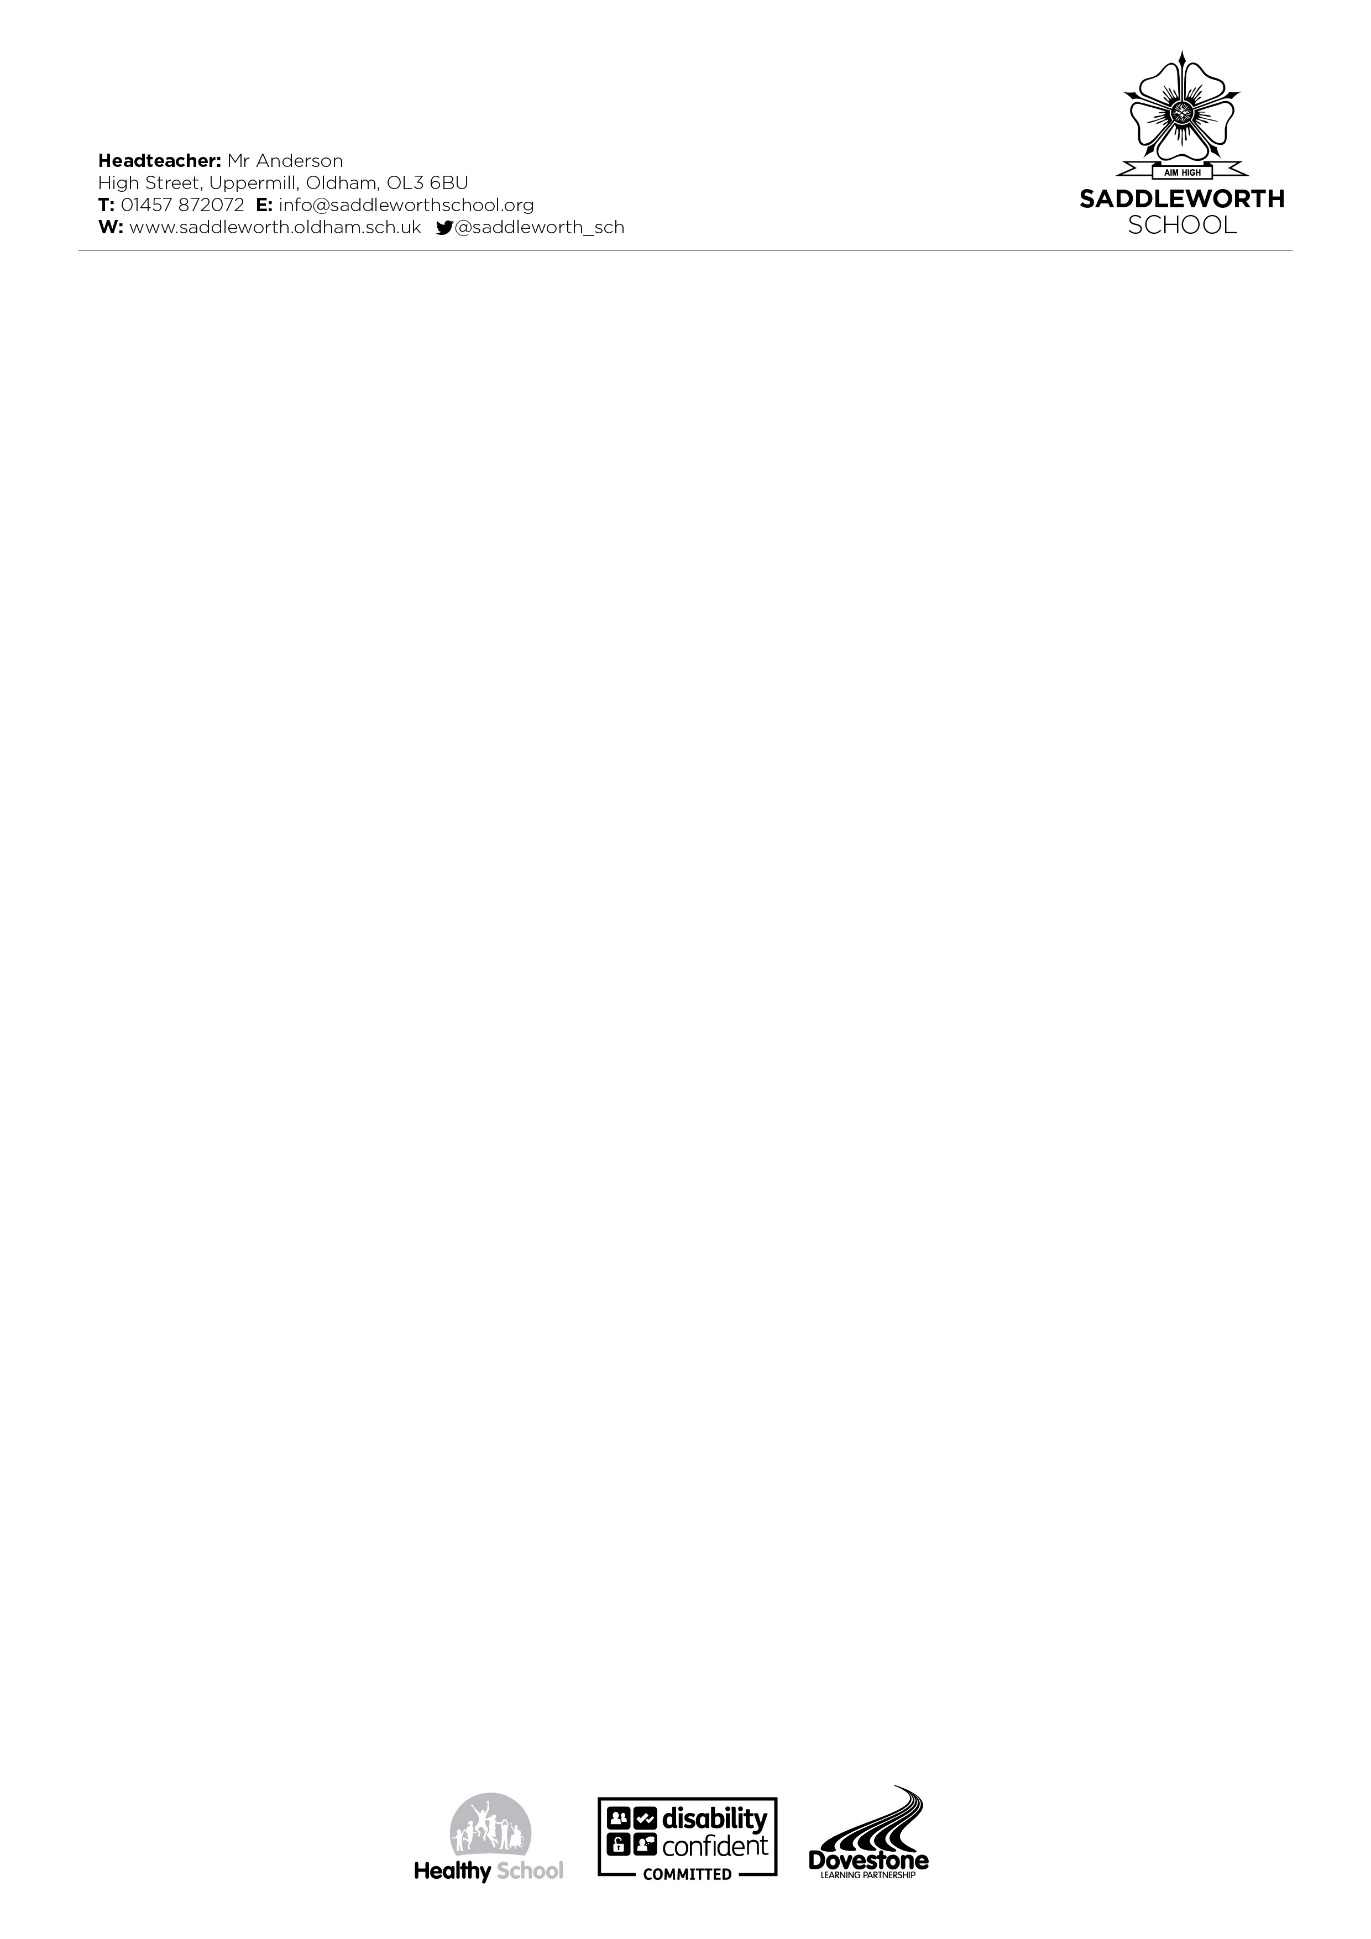 Headteacher: Mr Anderson
High Street, Uppermill, Oldham, OL3 6BU
T: 01457 872072 E: info@saddleworthschool.org
W: www.saddleworth.oldham.sch.uk @saddleworth_sch
AIM HIGH
SADDLEWORTH
SCHOOL
Healthy School
disability
confident
COMMITTED
Dovestone
LEARNING PARTNERSHIP